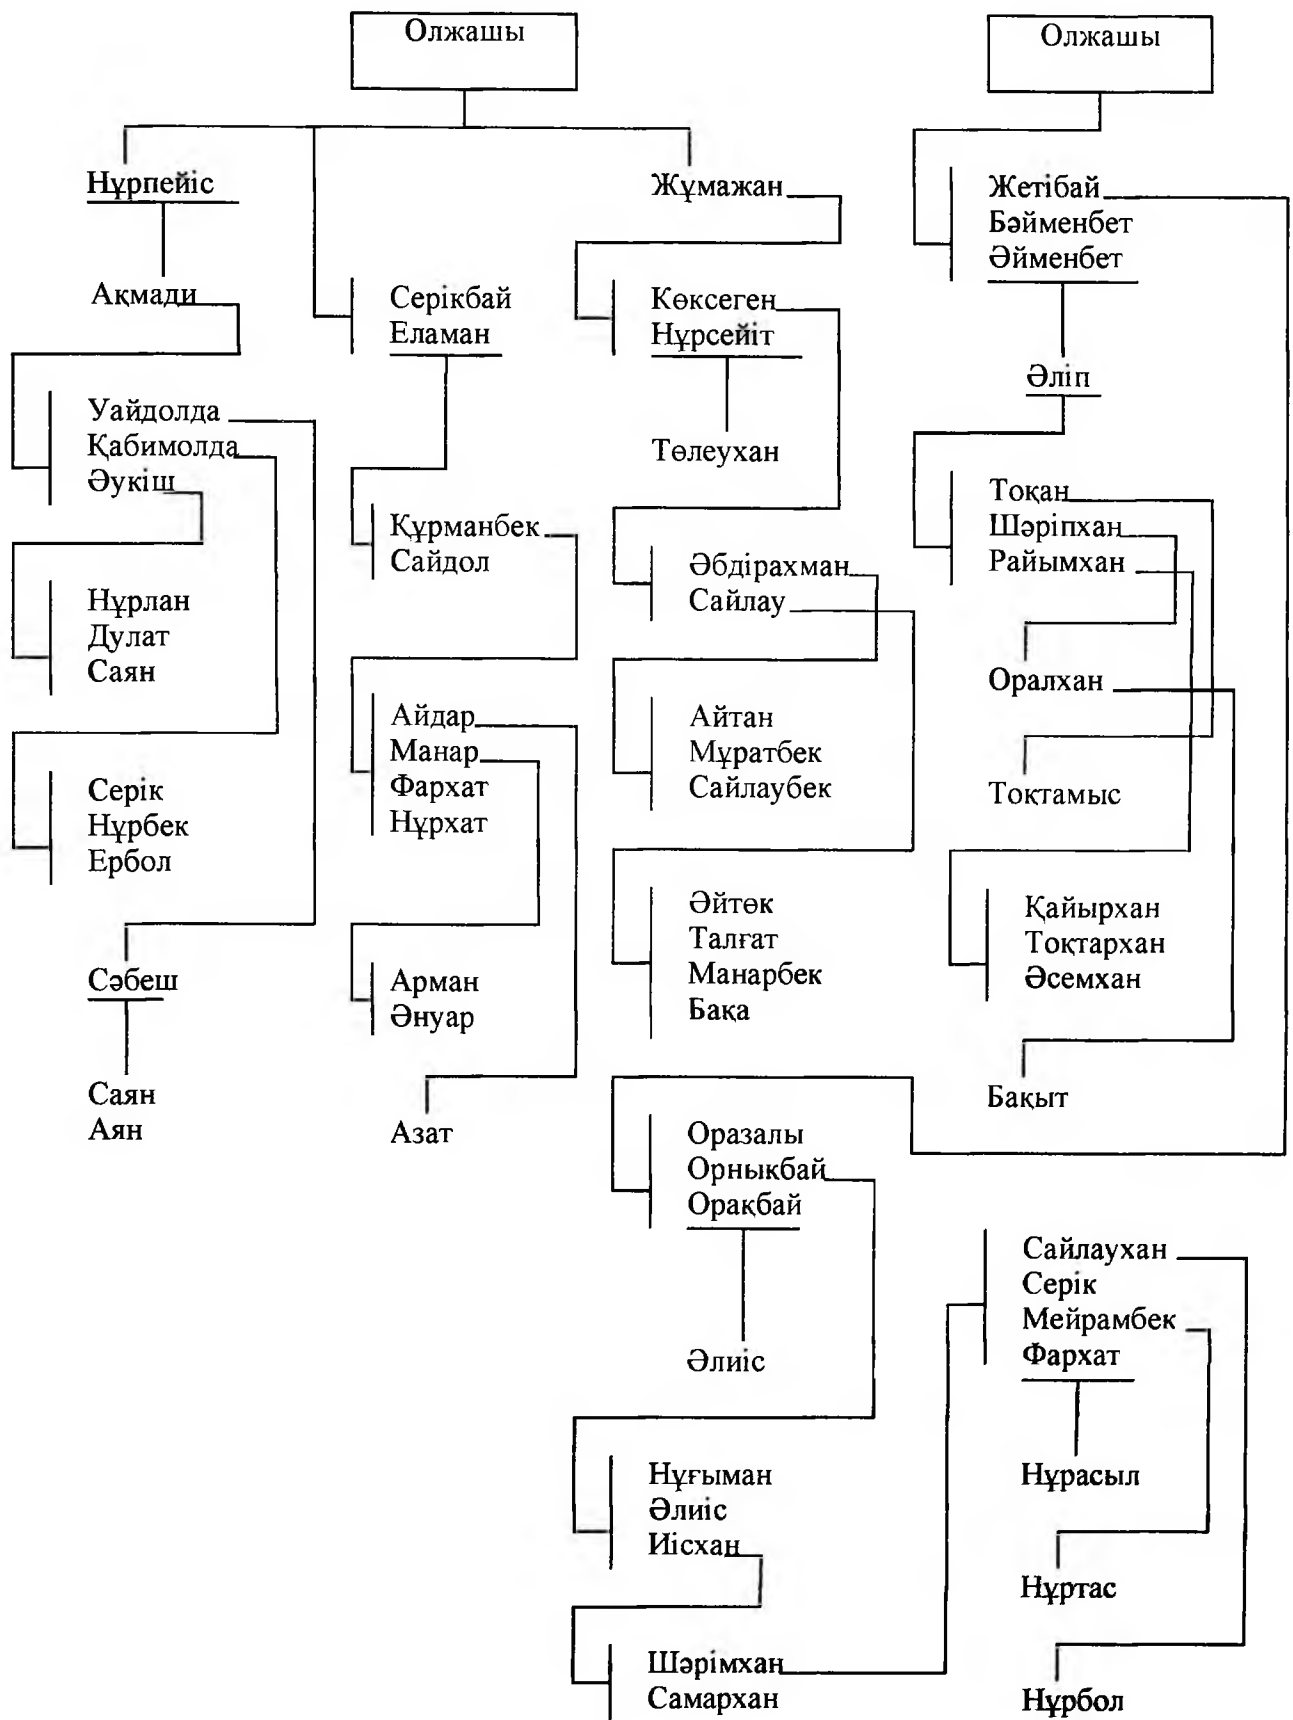 Олжашы
Олжашы
Нұрпейіс
Жұмажан
Жетібай
Бәйменбет
Әйменбет
Ақмади
Серікбай
Еламан
Көксеген
Нұрсейіт
Әліп
Уайдолда
Қабимолда
Әукіш
Төлеухан
Құрманбек
Сайдол
Тоқан
Шәріпхан
Райымхан
Әбдірахман
Сайлау
Нұрлан
Дулат
Саян
Оралхан
Айдар
Манар
Фархат
Нұрхат
Айтан
Мұратбек
Сайлаубек
Тоқтамыс
Серік
Нұрбек
Ербол
Әйтөк
Талғат
Манарбек
Бақа
Қайырхан
Тоқтархан
Әсемхан
Сәбеш
Арман
Әнуар
Саян
Аян
Азат
Бақыт
Оразалы
Орныкбай
Орақбай
Сайлаухан
Серік
Мейрамбек
Фархат
Әлиіс
Нұрасыл
Нұғыман
Әлиіс
Иісхан
Нұртас
Шәрімхан
Самархан
Нұрбол